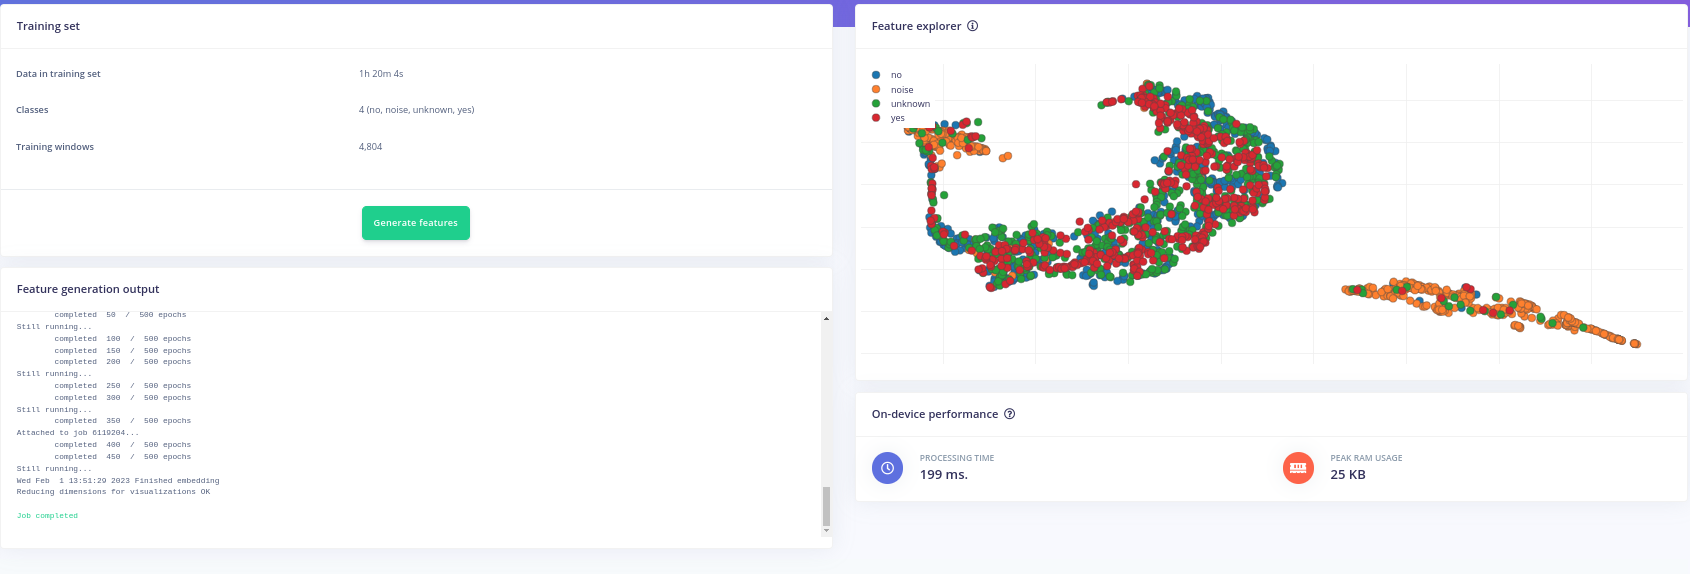 Training set
Data in training set 1h 20m 4s
Classes 4 (no, noise, unknown, yes)
Training windows 4,804
Generate features
Feature generation output
completed 50 / 500 epochs
Still running...
completed 100 / 500 epochs
completed 150 / 500 epochs
completed 200 / 500 epochs
Still running...
completed 250 / 500 epochs
completed 300 / 500 epochs
Still running...
completed 350 / 500 epochs
Attached to job 6119204...
completed 400 / 500 epochs
completed 450 / 500 epochs
Still running...
Wed Feb 1 13:51:29 2023 Finished embedding
Reducing dimensions for visualizations OK
Job completed
Feature explorer
no
noise
unknown
yes
On-device performance
PROCESSING TIME
199 ms.
PEAK RAM USAGE
25 KB